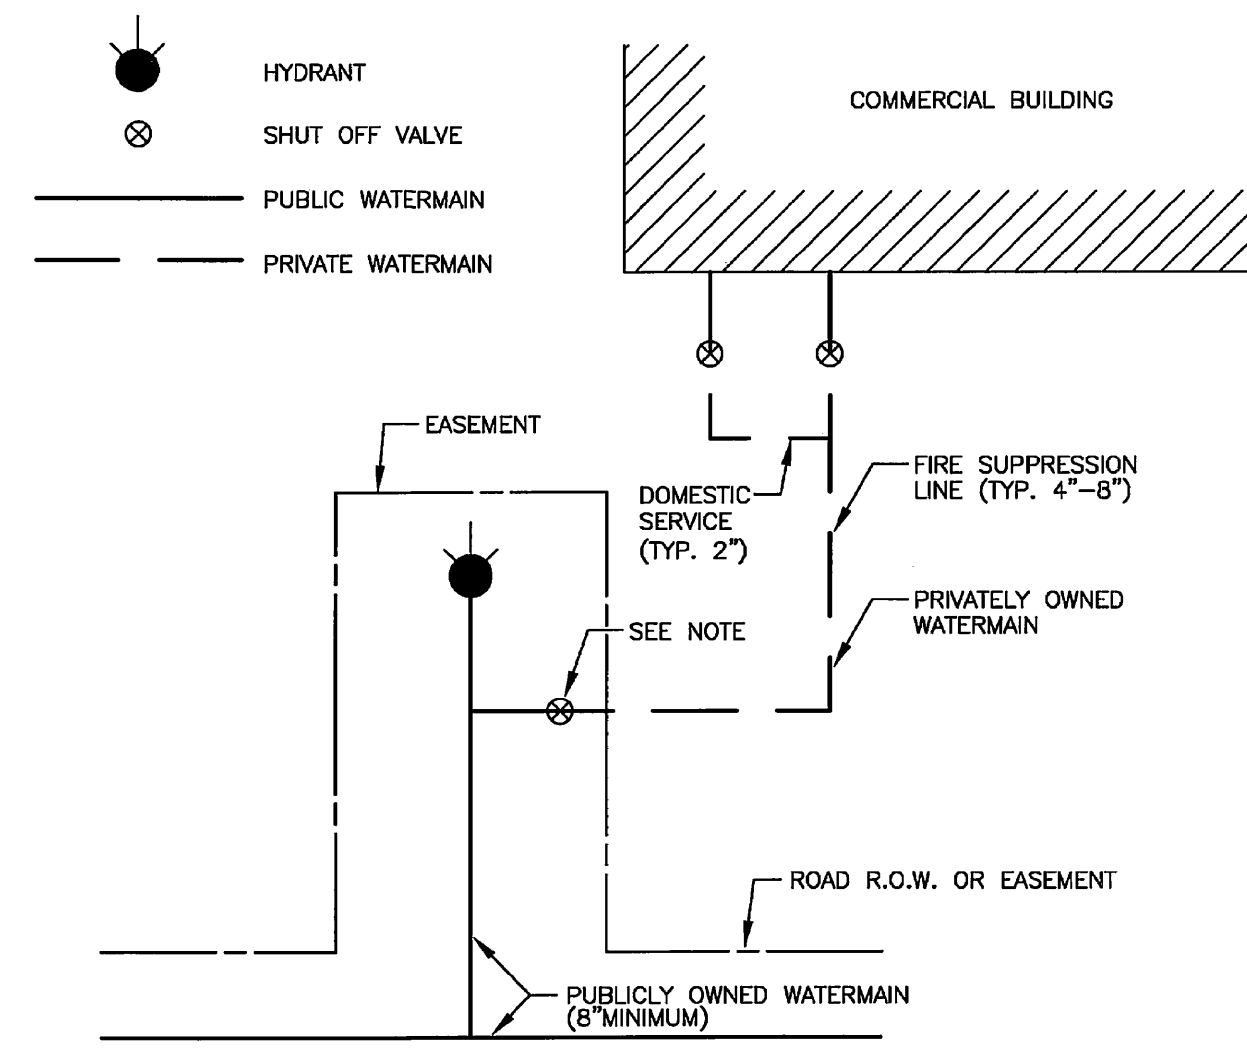 HYDRANT
SHUT OFF VALVE
PUBLIC WATERMAIN
PRIVATE WATERMAIN
COMMERCIAL BUILDING
EASEMENT
DOMESTIC
SERVICE
(TYP. 2")
FIRE SUPPRESSION
LINE (TYP. 4"-8")
PRIVATELY OWNED
WATERMAIN
SEE NOTE
ROAD R.O.W. OR EASEMENT
PUBLICLY OWNED WATERMAIN
(8"MINIMUM)